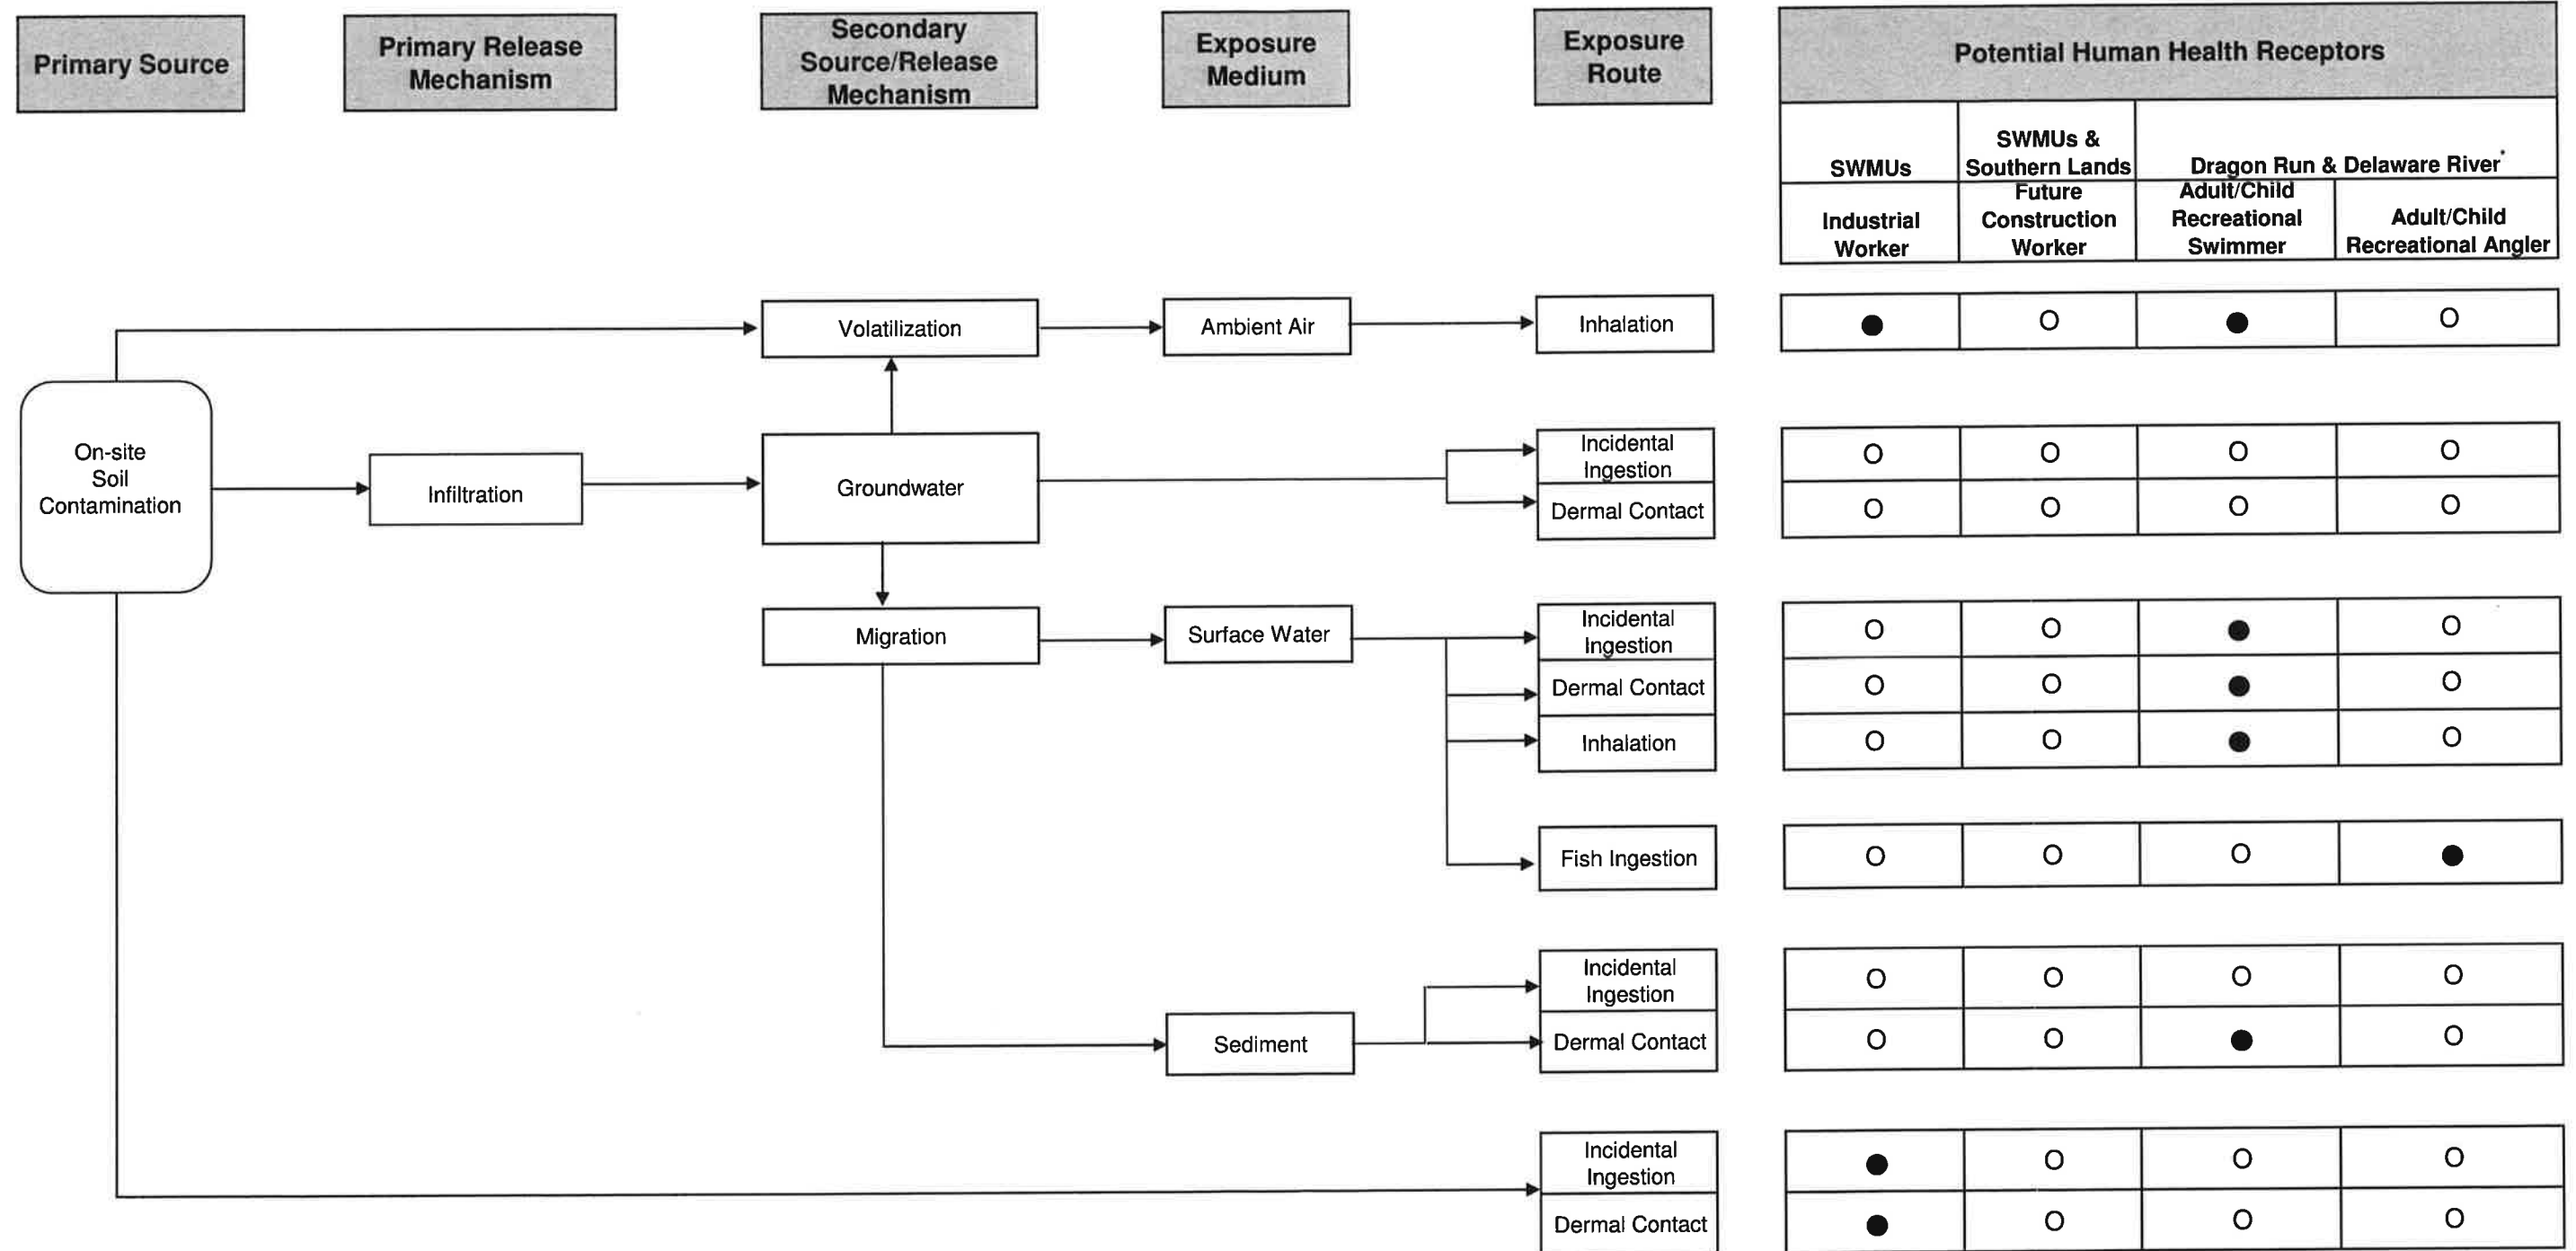 Primary Source
Primary Release
Mechanism
Secondary
Source/Release
Mechanism
Exposure
Medium
Exposure
Route
Potential Human Health Receptors
SWMUs
SWMUs &
Southern Lands
Dragon Run & Delaware River*
Industrial
Worker
Future
Construction
Worker
Adult/Child
Recreational
Swimmer
Adult/Child
Recreational Angler
Volatilization
Ambient Air
Inhalation
On-site
Soil
Contamination
Infiltration
Groundwater
Incidental
Ingestion
Dermal Contact
Migration
Surface Water
Incidental
Ingestion
Dermal Contact
Inhalation
Fish Ingestion
Sediment
Incidental
Ingestion
Dermal Contact
Incidental
Ingestion
Dermal Contact